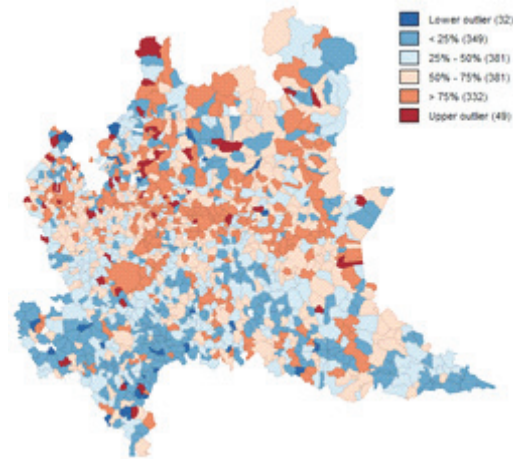 Lower outlier (32)
< 25% (349)
25% - 50% (381)
50% - 75% (381)
> 75% (332)
Upper outlier (49)